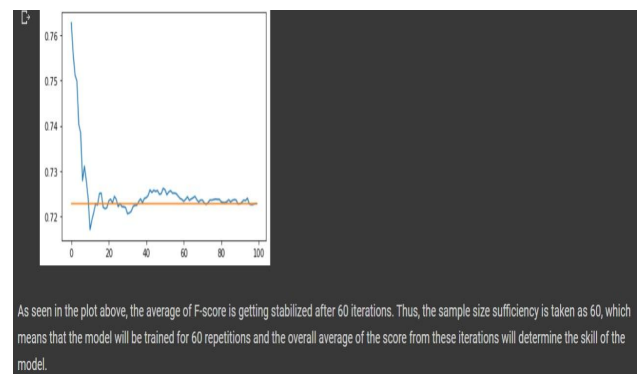 0.76
0.75
0.74
0.73
0.72
0 20 40 60 80 100
As seen in the plot above, the average of F-score is getting stabilized after 60 iterations. Thus, the sample size sufficiency is taken as 60, which
means that the model will be trained for 60 repetitions and the overall average of the score from these iterations will determine the skill of the
model.